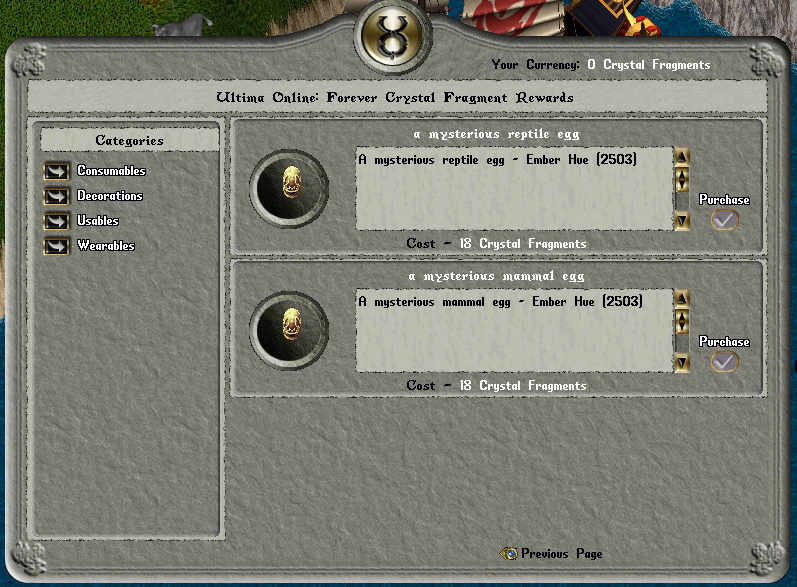 Your Currency: 0 Crystal Fragments
Ultima Online: Forever Crystal Fragment Rewards
Categories
Consumables
Decorations
Usables
Wearables
a mysterious reptile egg
A mysterious reptile egg - Ember Hue (2503)
Purchase
Cost - 18 Crystal Fragments
a mysterious mammal egg
A mysterious mammal egg - Ember Hue (2503)
Purchase
Cost - 18 Crystal Fragments
Previous Page